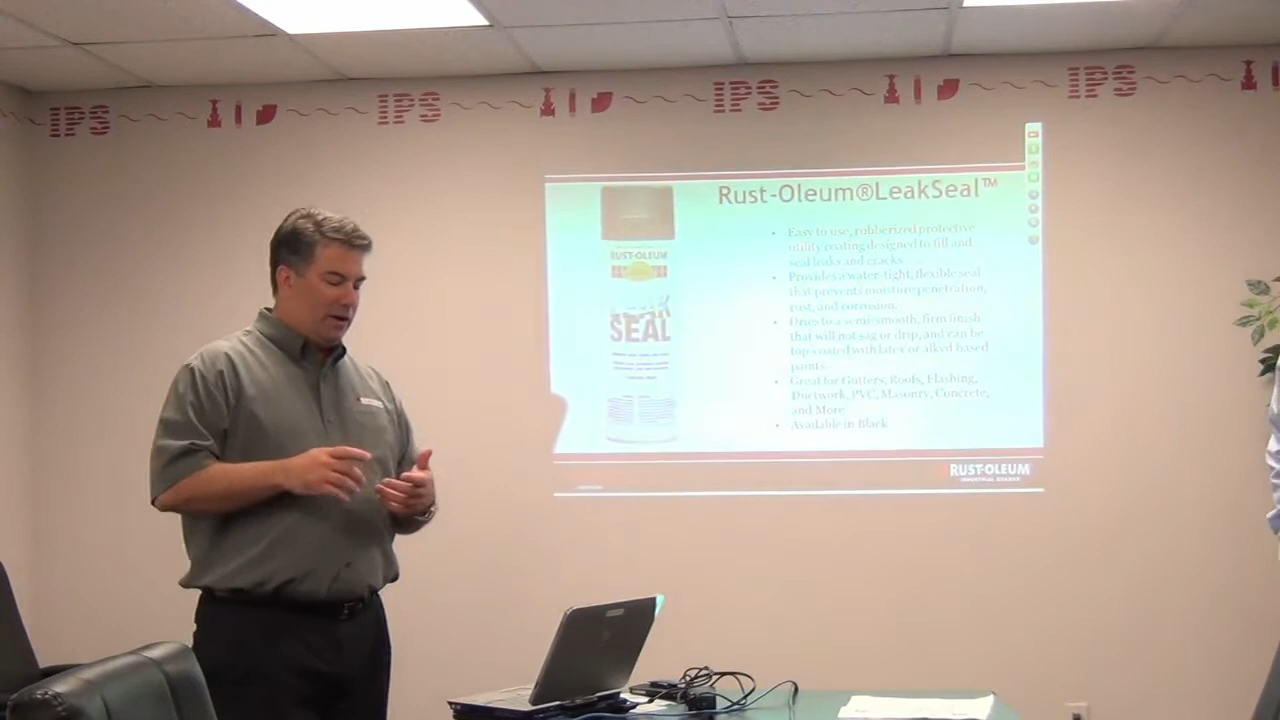 IPS IPS IPS IPS
Rust-Oleum®LeakSeal™
• Easy to use, rubberized protective
utility coating designed to fill and
seal leaks and cracks.
• Provides a water-tight, flexible seal
that prevents moisture penetration,
rust, and corrosion.
• Dries to a semi-smooth, firm finish
that will not sag or drip, and can be
top-coated with latex or alkyd based
paints.
• Great for Gutters, Roofs, Flashing,
Ductwork, PVC, Masonry, Concrete,
and More
• Available in Black
RUST-OLEUM
LEAK
SEAL
RUST-OLEUM
INDUSTRIAL BRANDS